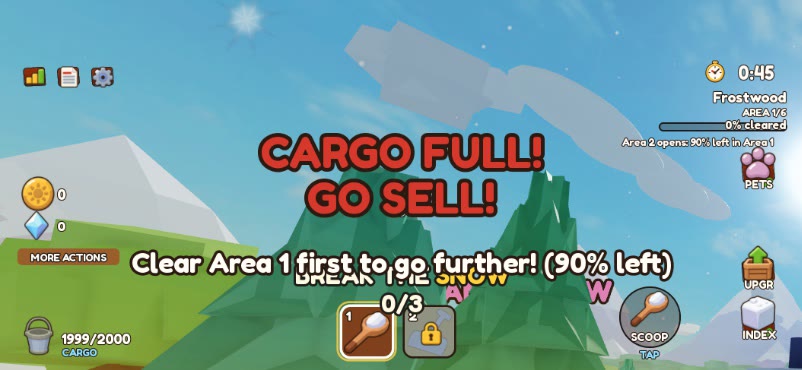 0:45
Frostwood
AREA 1/6
0% cleared
Area 2 opens: 90% left in Area 1
PETS
CARGO FULL!
GO SELL!
0
0
MORE ACTIONS
Clear Area 1 first to go further! (90% left)
BREAK THE SNOW
0/3
1
2
SCOOP
TAP
UPGR
INDEX
1999/2000
CARGO